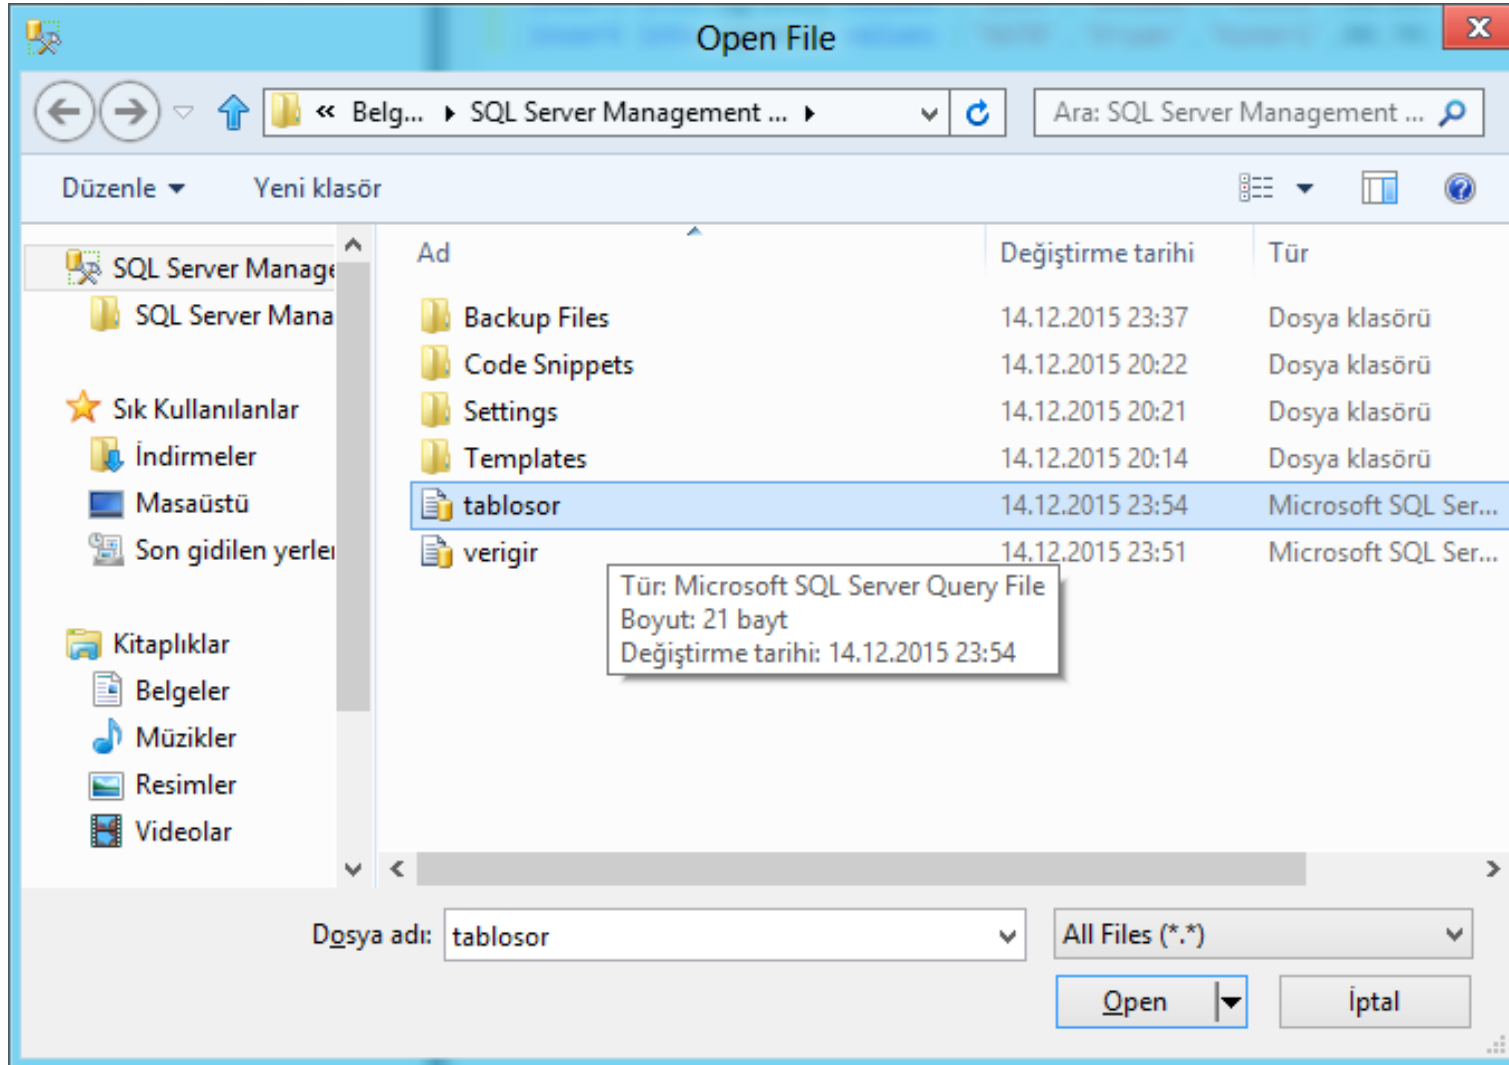 Open File
« Belg... SQL Server Management ...
Ara: SQL Server Management ...
Düzenle Yeni klasör
Ad Değiştirme tarihi Tür
SQL Server Manage
SQL Server Mana
Sık Kullanılanlar
İndirmeler
Masaüstü
Son gidilen yerler
Kitaplıklar
Belgeler
Müzikler
Resimler
Videolar
Backup Files 14.12.2015 23:37 Dosya klasörü
Code Snippets 14.12.2015 20:22 Dosya klasörü
Settings 14.12.2015 20:21 Dosya klasörü
Templates 14.12.2015 20:14 Dosya klasörü
tablosor 14.12.2015 23:54 Microsoft SQL Ser...
verigir 14.12.2015 23:51 Microsoft SQL Ser...
Tür: Microsoft SQL Server Query File
Boyut: 21 bayt
Değiştirme tarihi: 14.12.2015 23:54
Dosya adı: tablosor All Files (*.*)
Open İptal